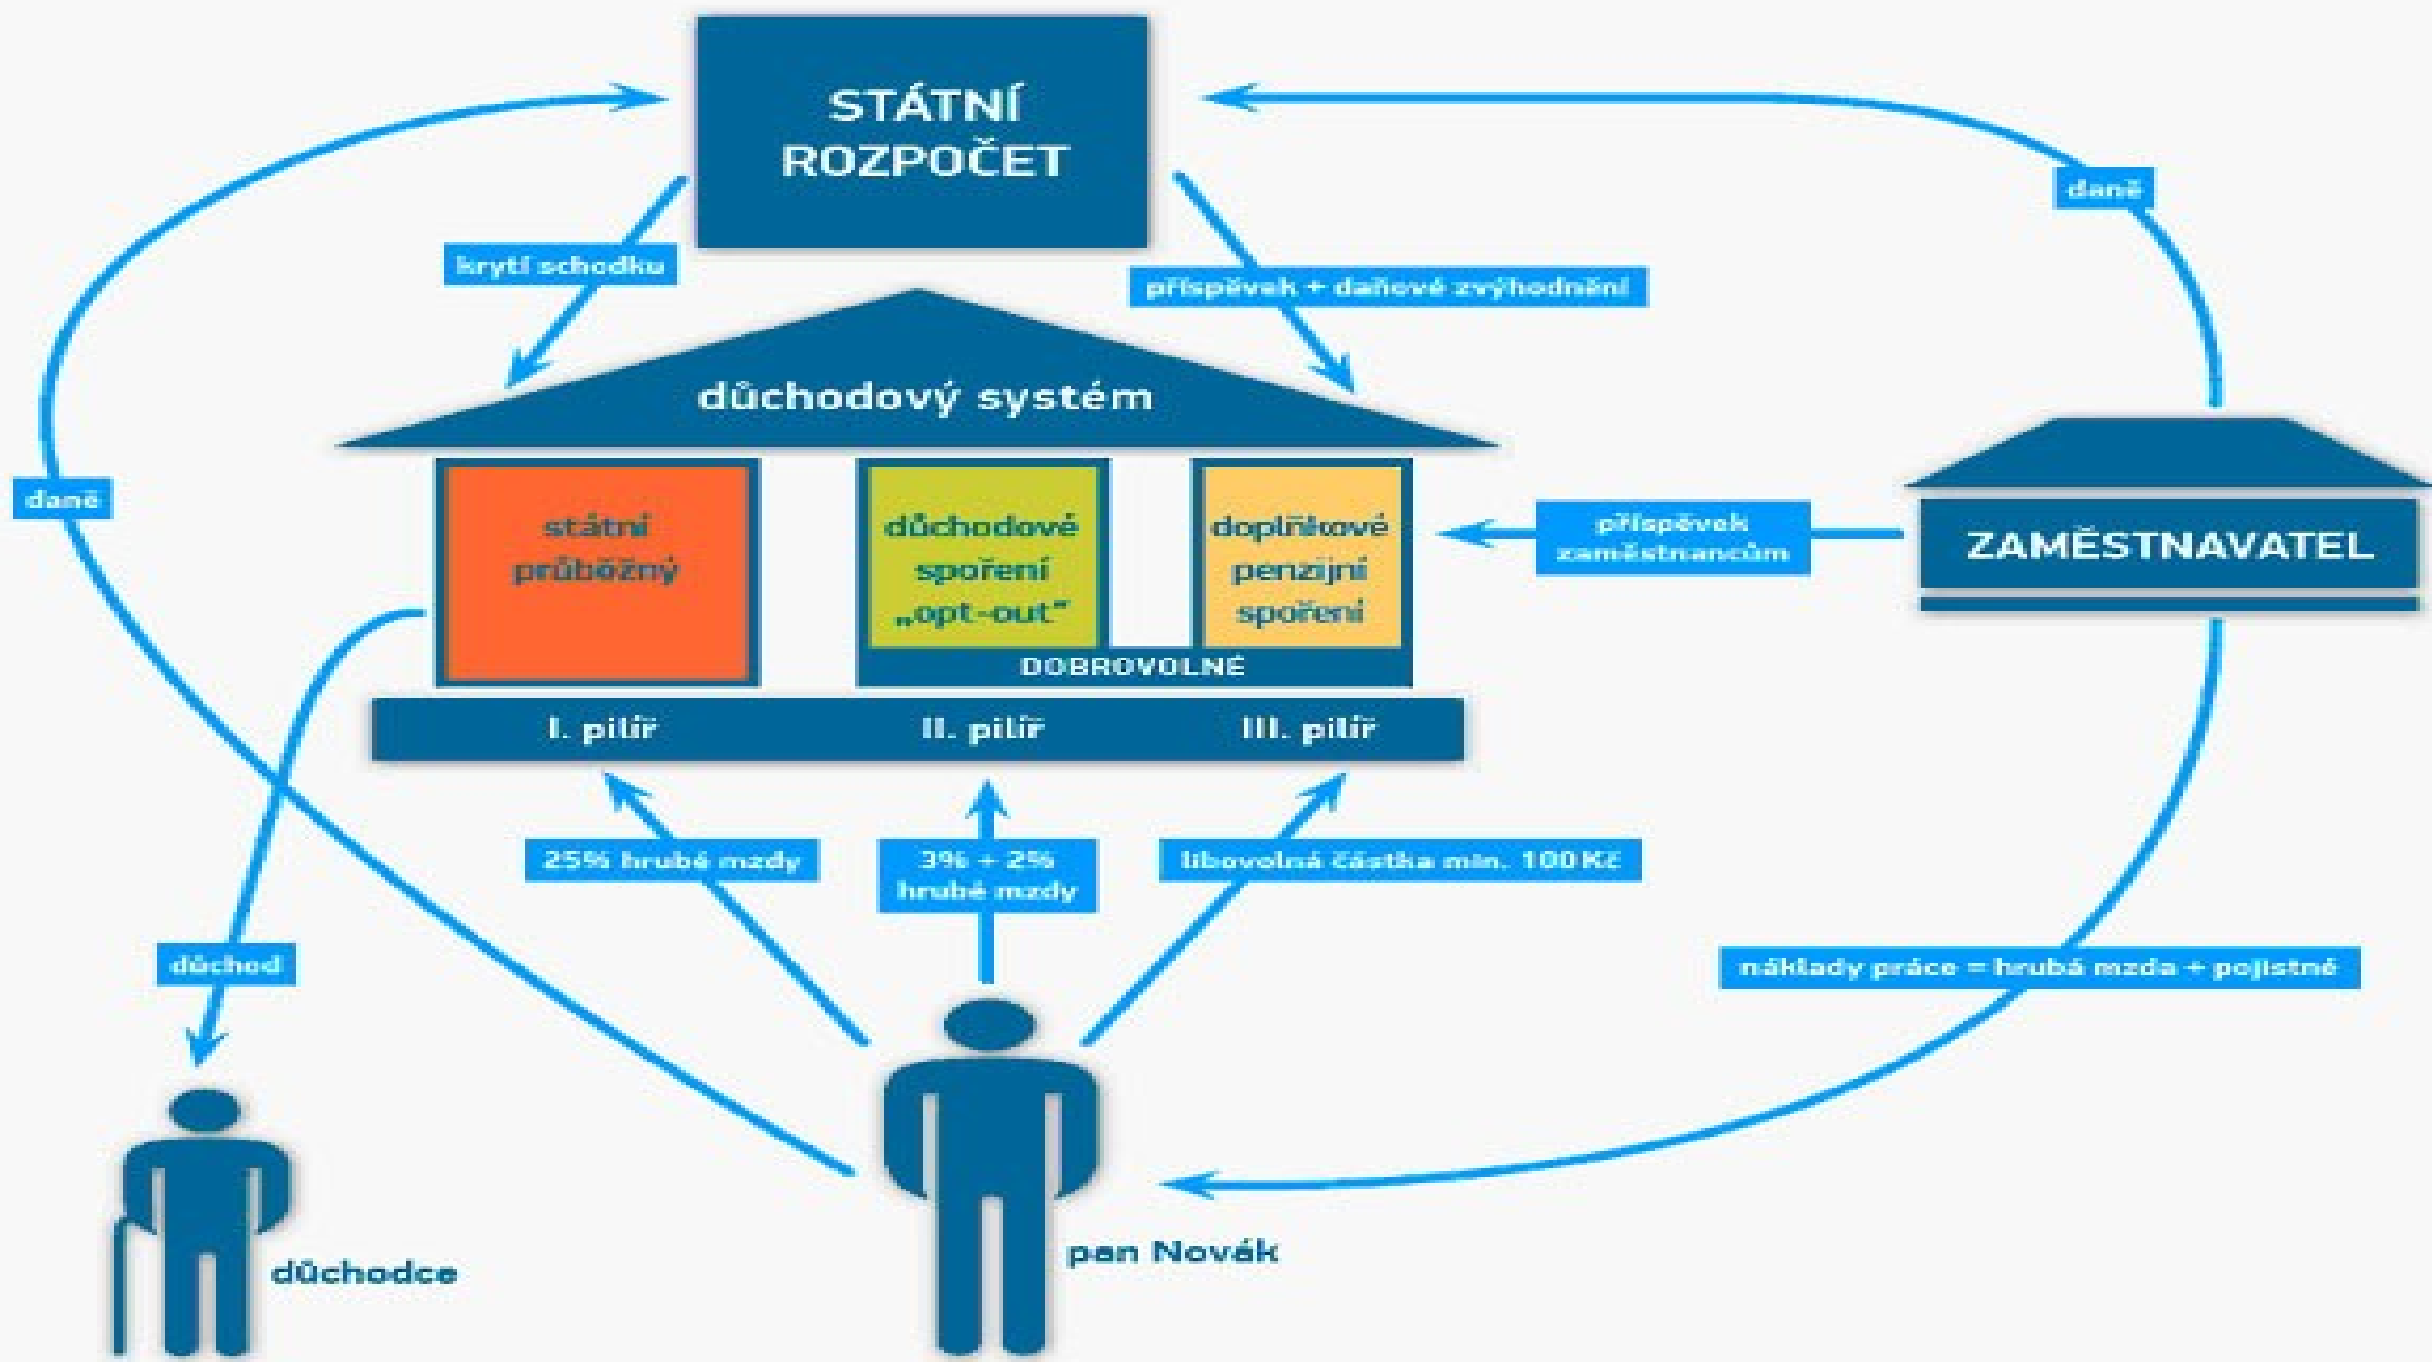 STÁTNÍ
ROZPOČET
daně
krytí schodku
příspěvek + daňové zvýhodnění
důchodový systém
daně
státní
průběžný
důchodové
spoření
„opt-out“
doplňkové
penzijní
spoření
DOBROVOLNÉ
příspěvek
zaměstnancům
ZAMĚSTNAVATEL
I. pilíř
II. pilíř
III. pilíř
25% hrubé mzdy
3% + 2%
hrubé mzdy
libovolná částka min. 100 Kč
důchod
náklady práce = hrubá mzda + pojistné
důchodce
pan Novák